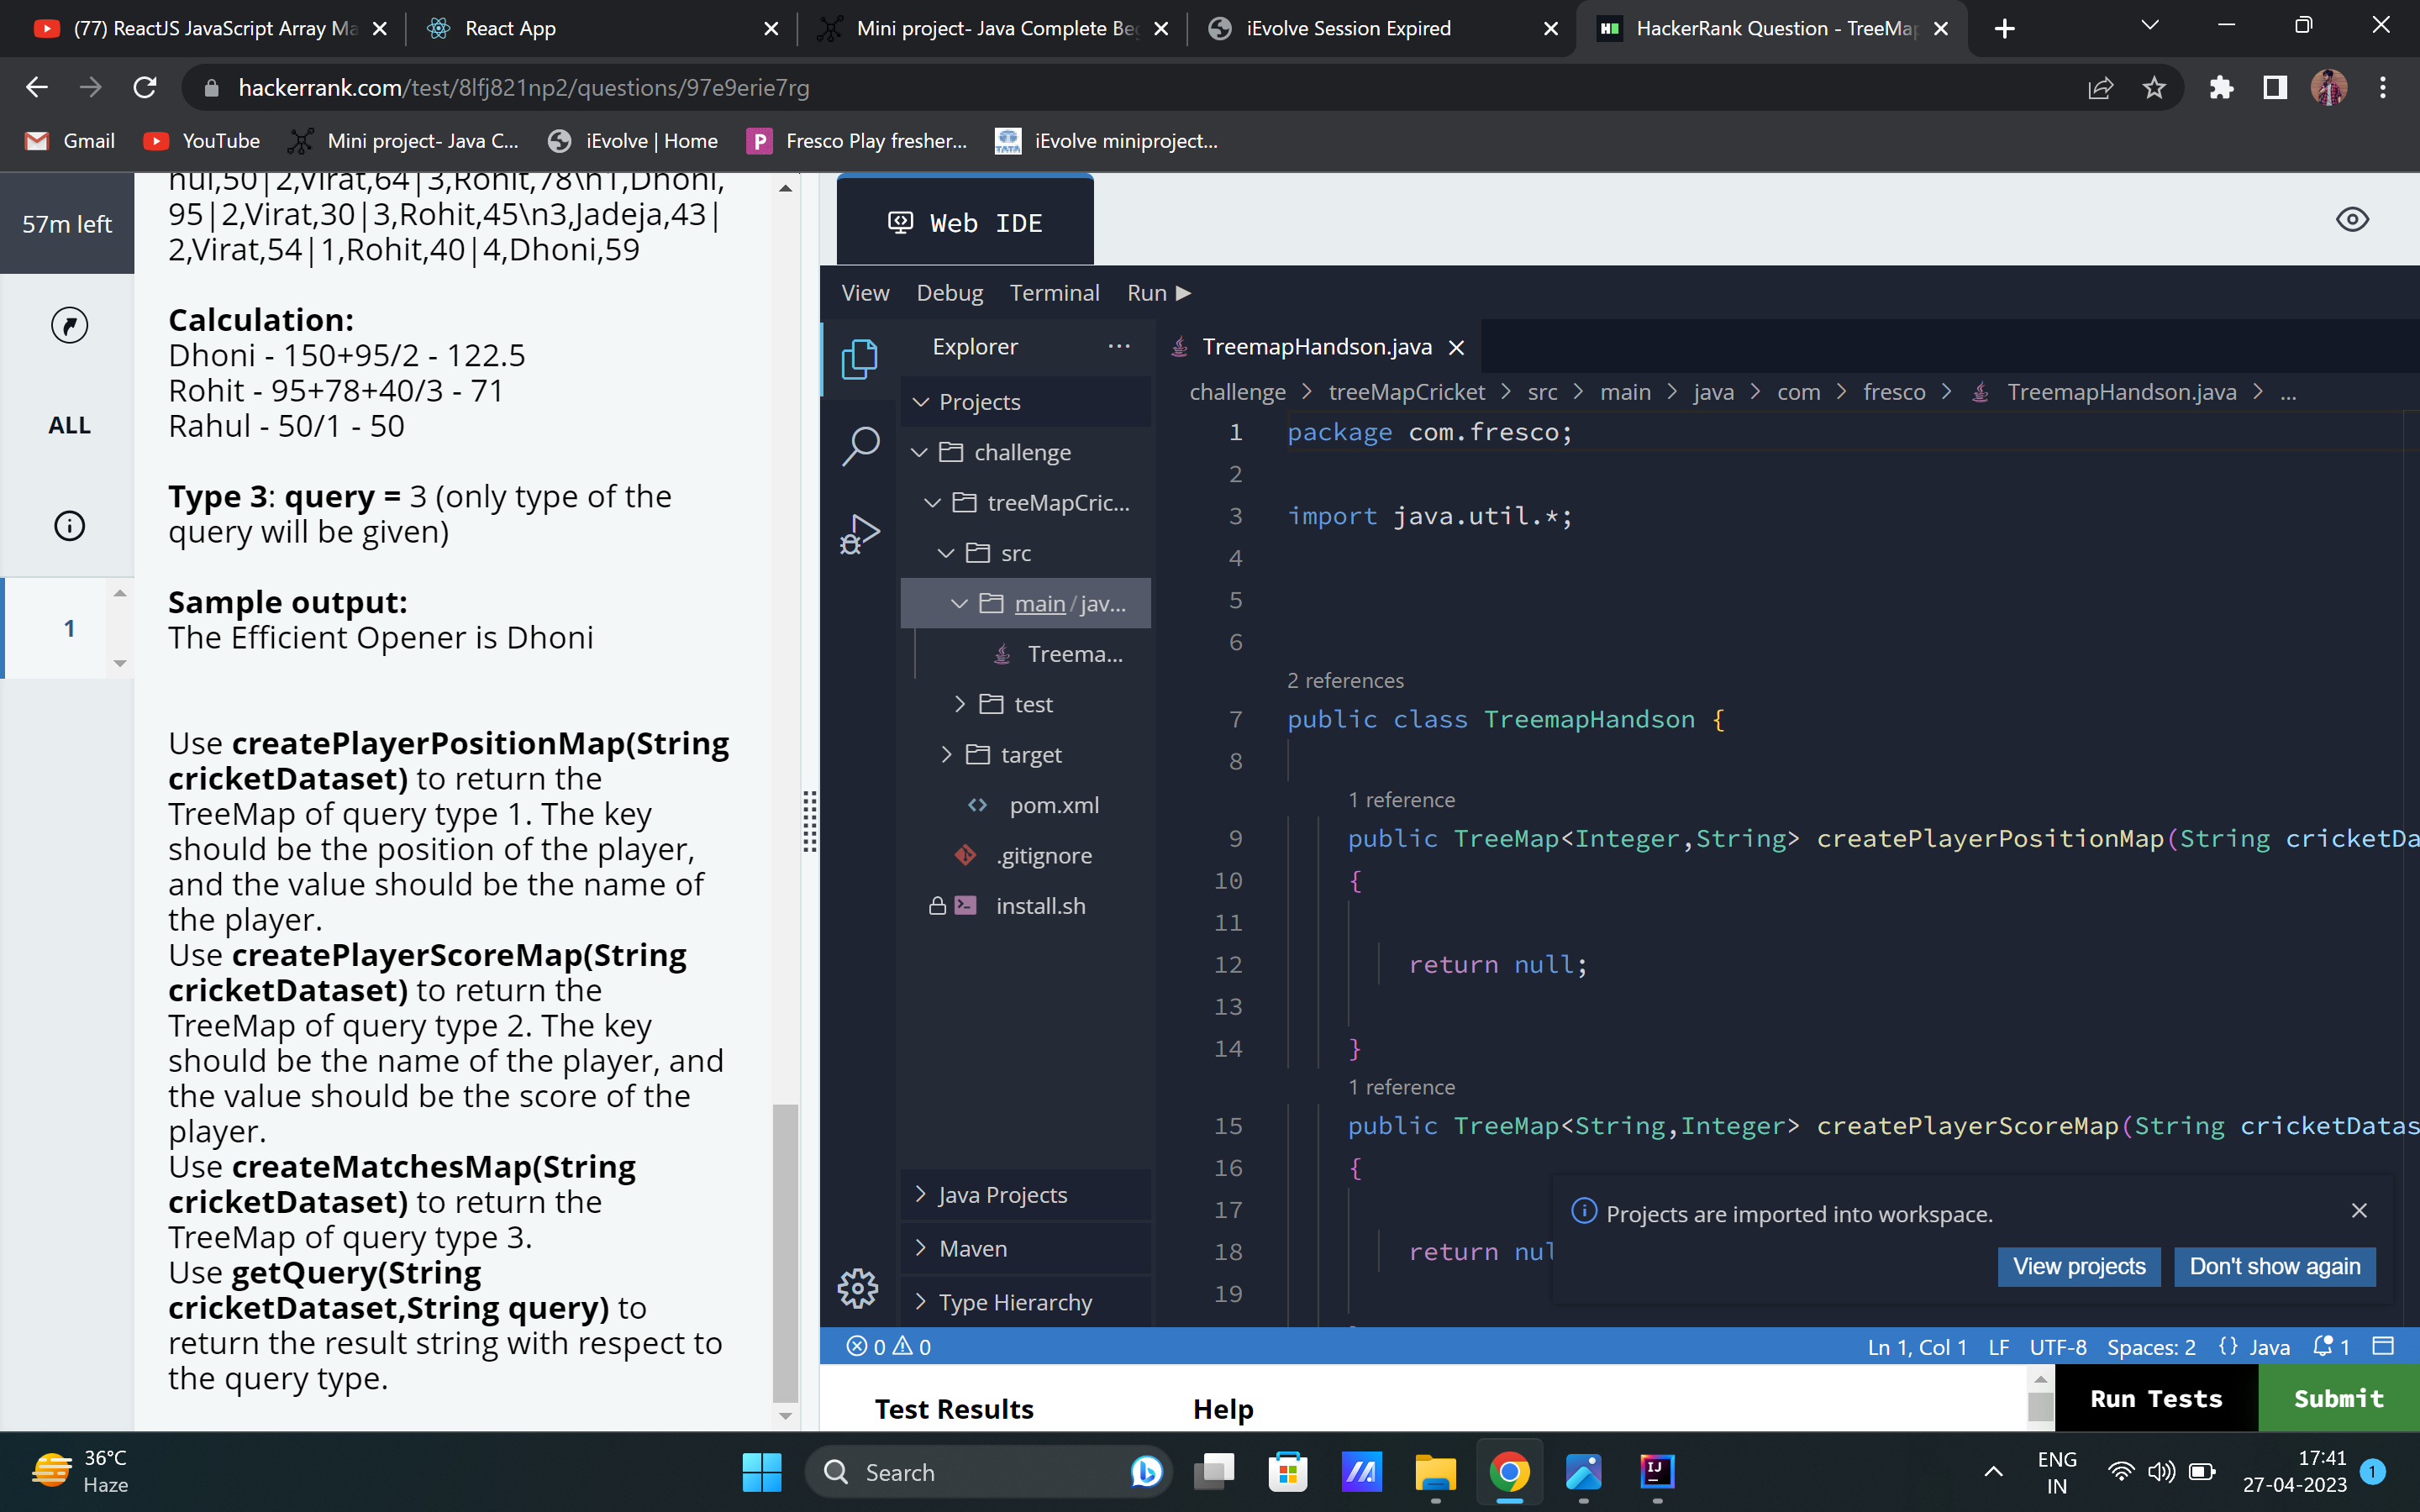 (77) ReactJS JavaScript Array Ma
React App
Mini project- Java Complete Be
iEvolve Session Expired
HackerRank Question - TreeMap
hackerrank.com/test/8lfj821np2/questions/97e9erie7rg
Gmail
YouTube
Mini project- Java C...
iEvolve | Home
Fresco Play fresher...
iEvolve miniproject...
57m left
ALL
1
hul,50|2,Virat,64|3,Rohit,78\n1,Dhoni,
95|2,Virat,30|3,Rohit,45\n3,Jadeja,43|
2,Virat,54|1,Rohit,40|4,Dhoni,59
Calculation:
Dhoni - 150+95/2 - 122.5
Rohit - 95+78+40/3 - 71
Rahul - 50/1 - 50
Type 3: query = 3 (only type of the
query will be given)
Sample output:
The Efficient Opener is Dhoni
Use createPlayerPositionMap(String
cricketDataset) to return the
TreeMap of query type 1. The key
should be the position of the player,
and the value should be the name of
the player.
Use createPlayerScoreMap(String
cricketDataset) to return the
TreeMap of query type 2. The key
should be the name of the player, and
the value should be the score of the
player.
Use createMatchesMap(String
cricketDataset) to return the
TreeMap of query type 3.
Use getQuery(String
cricketDataset,String query) to
return the result string with respect to
the query type.
Web IDE
View Debug Terminal Run
Explorer ...
Projects
challenge
treeMapCric...
src
main/jav...
Treema...
test
target
pom.xml
.gitignore
install.sh
Java Projects
Maven
Type Hierarchy
TreemapHandson.java
challenge > treeMapCricket > src > main > java > com > fresco > TreemapHandson.java > ...
1 package com.fresco;
2
3 import java.util.*;
4
5
6
2 references
7 public class TreemapHandson {
8
1 reference
9 public TreeMap<Integer,String> createPlayerPositionMap(String cricketDa
10 {
11
12 return null;
13
14 }
1 reference
15 public TreeMap<String,Integer> createPlayerScoreMap(String cricketDatas
16 {
17
18 return nul
19
Projects are imported into workspace.
View projects
Don't show again
0 0
Ln 1, Col 1 LF UTF-8 Spaces: 2 {} Java 1
Test Results
Help
Run Tests
Submit
36°C
Haze
Search
ENG
IN
17:41
27-04-2023
1